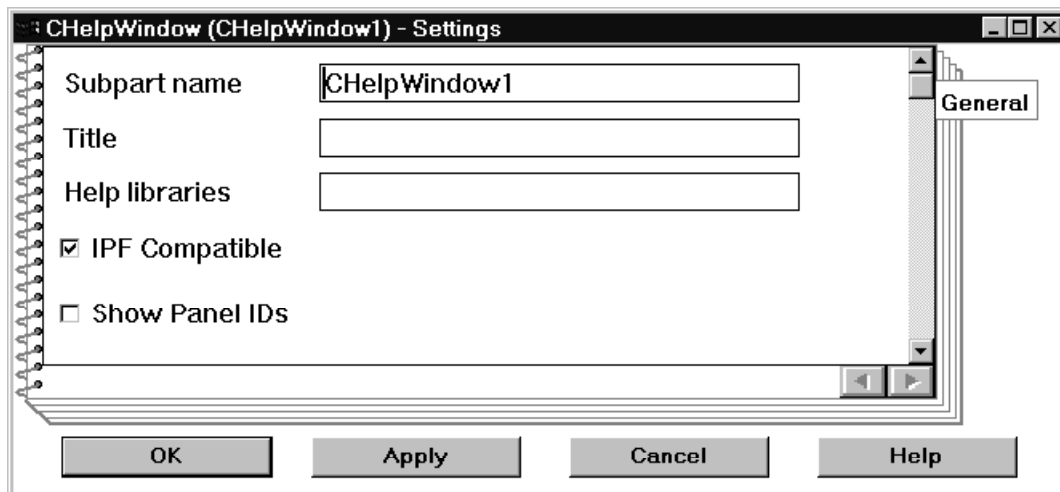 CHelpWindow (CHelpWindow1) - Settings
Subpart name CHelpWindow1
General
Title
Help libraries
IPF Compatible
Show Panel IDs
OK Apply Cancel Help